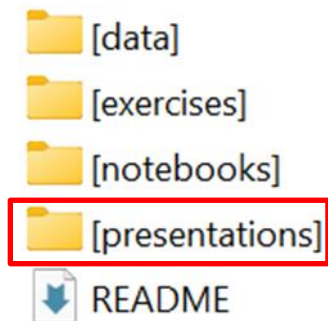 [data]
[exercises]
[notebooks]
[presentations]
README